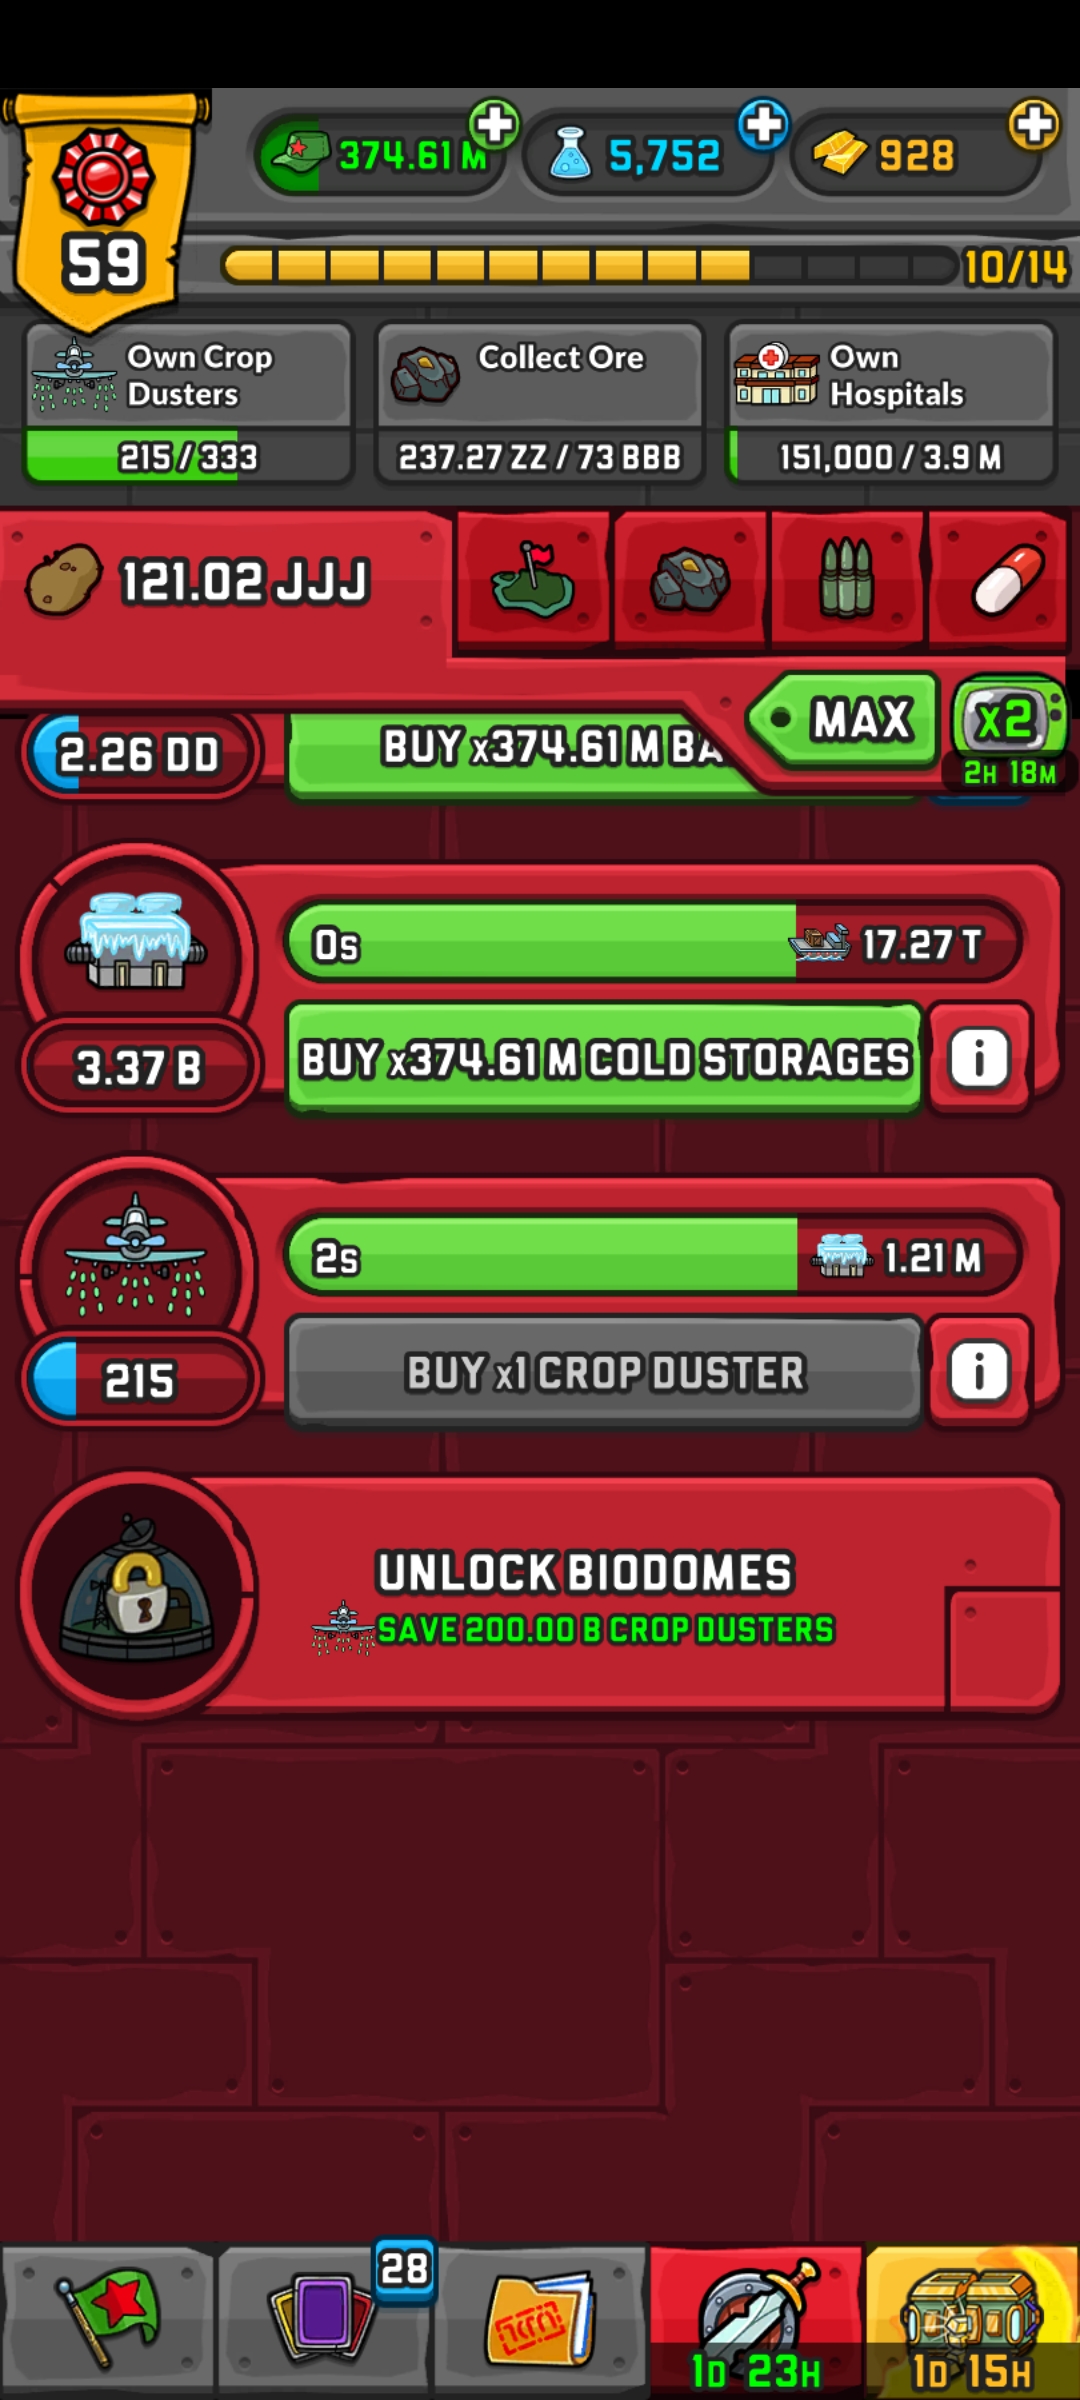 374.61 M
5,752
928
59
10/14
Own Crop
Dusters
215 / 333
Collect Ore
237.27 ZZ / 73 BBB
Own
Hospitals
151,000 / 3.9 M
121.02 JJJ
MAX
x2
2H 18M
2.26 DD
BUY x374.61 M BA
0s
17.27 T
3.37 B
BUY x374.61 M COLD STORAGES
i
2s
1.21 M
215
BUY x1 CROP DUSTER
i
UNLOCK BIODOMES
SAVE 200.00 B CROP DUSTERS
28
1D 23H
1D 15H